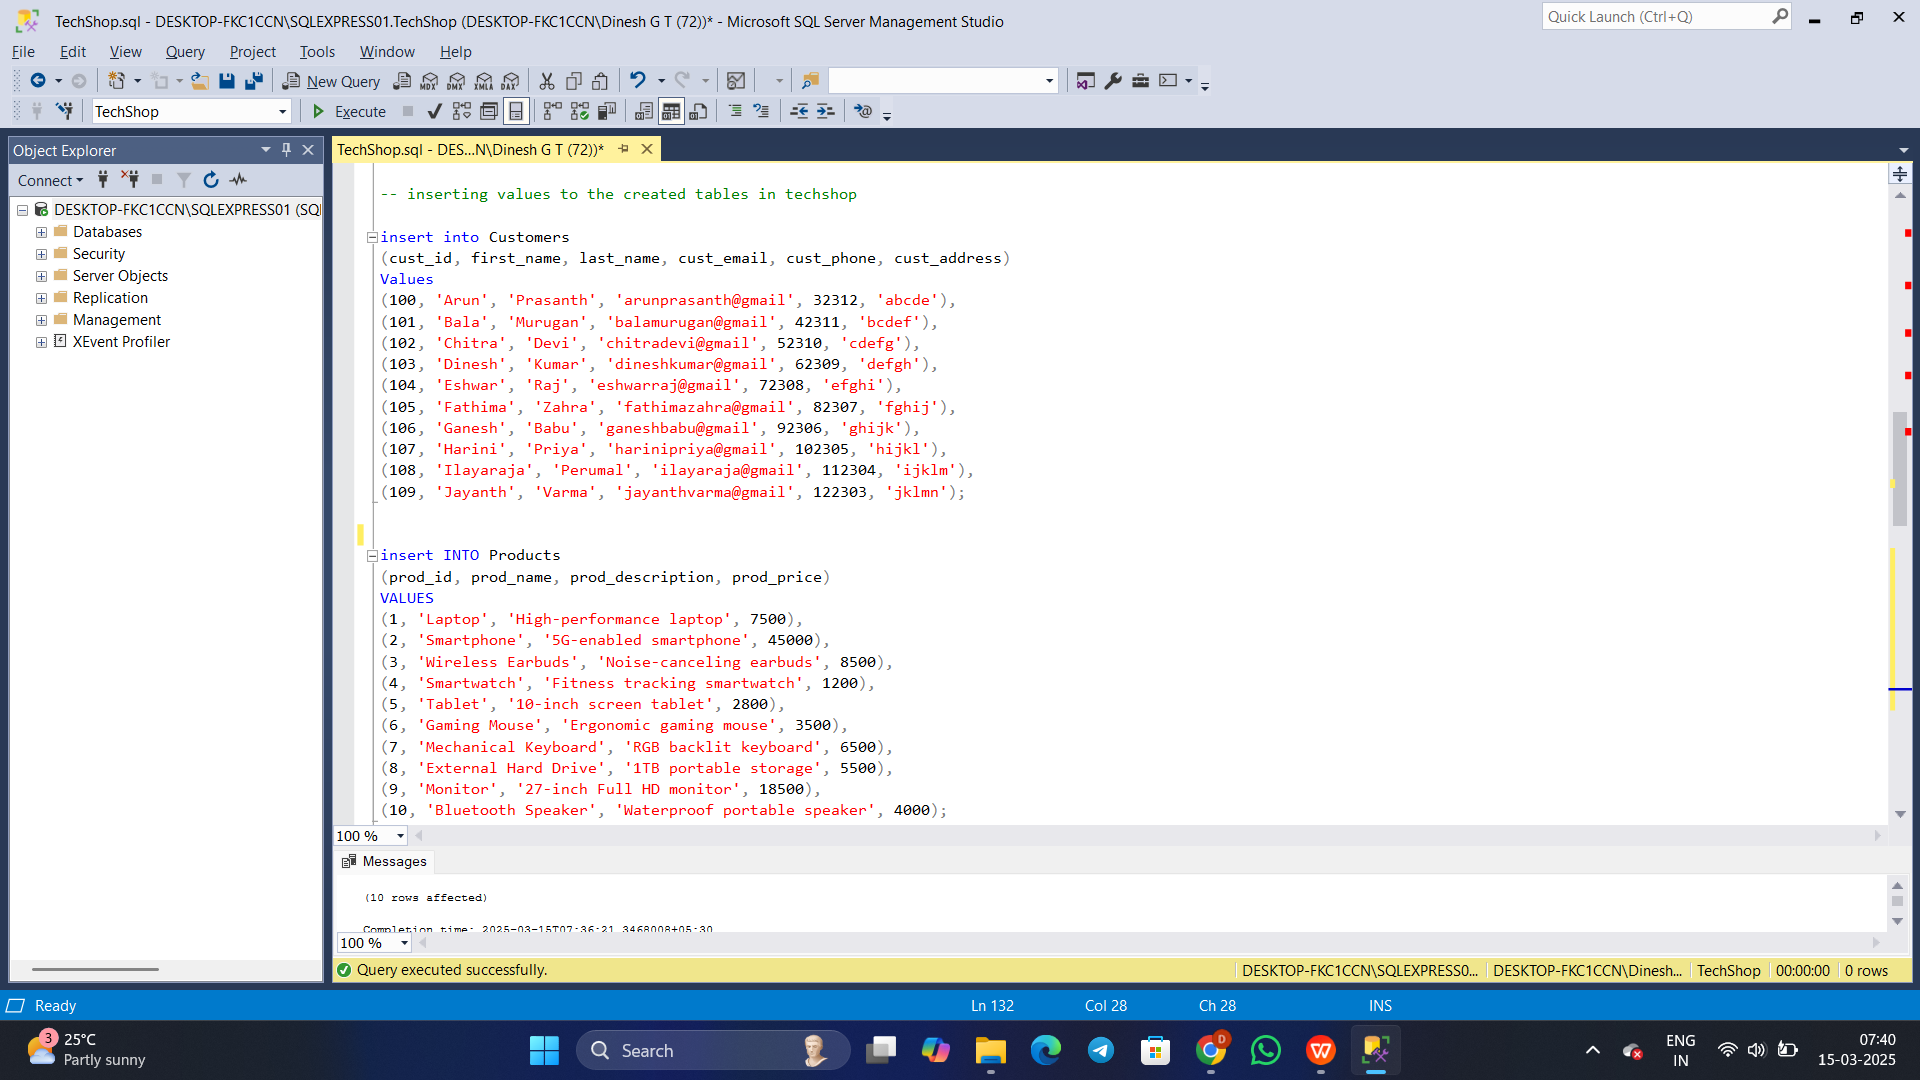 TechShop.sql - DESKTOP-FKC1CCN\SQLEXPRESS01.TechShop (DESKTOP-FKC1CCN\Dinesh G T (72))* - Microsoft SQL Server Management Studio
Quick Launch (Ctrl+Q)
File Edit View Query Project Tools Window Help
New Query MDX DMX XMLA DAX
TechShop Execute
Object Explorer
TechShop.sql - DES...N\Dinesh G T (72))*
Connect
DESKTOP-FKC1CCN\SQLEXPRESS01 (SQL
Databases
Security
Server Objects
Replication
Management
XEvent Profiler
-- inserting values to the created tables in techshop
insert into Customers
(cust_id, first_name, last_name, cust_email, cust_phone, cust_address)
Values
(100, 'Arun', 'Prasanth', 'arunprasanth@gmail', 32312, 'abcde'),
(101, 'Bala', 'Murugan', 'balamurugan@gmail', 42311, 'bcdef'),
(102, 'Chitra', 'Devi', 'chitradevi@gmail', 52310, 'cdefg'),
(103, 'Dinesh', 'Kumar', 'dineshkumar@gmail', 62309, 'defgh'),
(104, 'Eshwar', 'Raj', 'eshwarraj@gmail', 72308, 'efghi'),
(105, 'Fathima', 'Zahra', 'fathimazahra@gmail', 82307, 'fghij'),
(106, 'Ganesh', 'Babu', 'ganeshbabu@gmail', 92306, 'ghijk'),
(107, 'Harini', 'Priya', 'harinipriya@gmail', 102305, 'hijkl'),
(108, 'Ilayaraja', 'Perumal', 'ilayaraja@gmail', 112304, 'ijklm'),
(109, 'Jayanth', 'Varma', 'jayanthvarma@gmail', 122303, 'jklmn');
insert INTO Products
(prod_id, prod_name, prod_description, prod_price)
VALUES
(1, 'Laptop', 'High-performance laptop', 7500),
(2, 'Smartphone', '5G-enabled smartphone', 45000),
(3, 'Wireless Earbuds', 'Noise-canceling earbuds', 8500),
(4, 'Smartwatch', 'Fitness tracking smartwatch', 1200),
(5, 'Tablet', '10-inch screen tablet', 2800),
(6, 'Gaming Mouse', 'Ergonomic gaming mouse', 3500),
(7, 'Mechanical Keyboard', 'RGB backlit keyboard', 6500),
(8, 'External Hard Drive', '1TB portable storage', 5500),
(9, 'Monitor', '27-inch Full HD monitor', 18500),
(10, 'Bluetooth Speaker', 'Waterproof portable speaker', 4000);
100 %
Messages
(10 rows affected)
Completion time: 2025-03-15T07:36:21.3468008+05:30
100 %
Query executed successfully. DESKTOP-FKC1CCN\SQLEXPRESS0... DESKTOP-FKC1CCN\Dinesh... TechShop 00:00:00 0 rows
Ready Ln 132 Col 28 Ch 28 INS
3 25°C
Partly sunny
Search
D
W
ENG
IN
07:40
15-03-2025